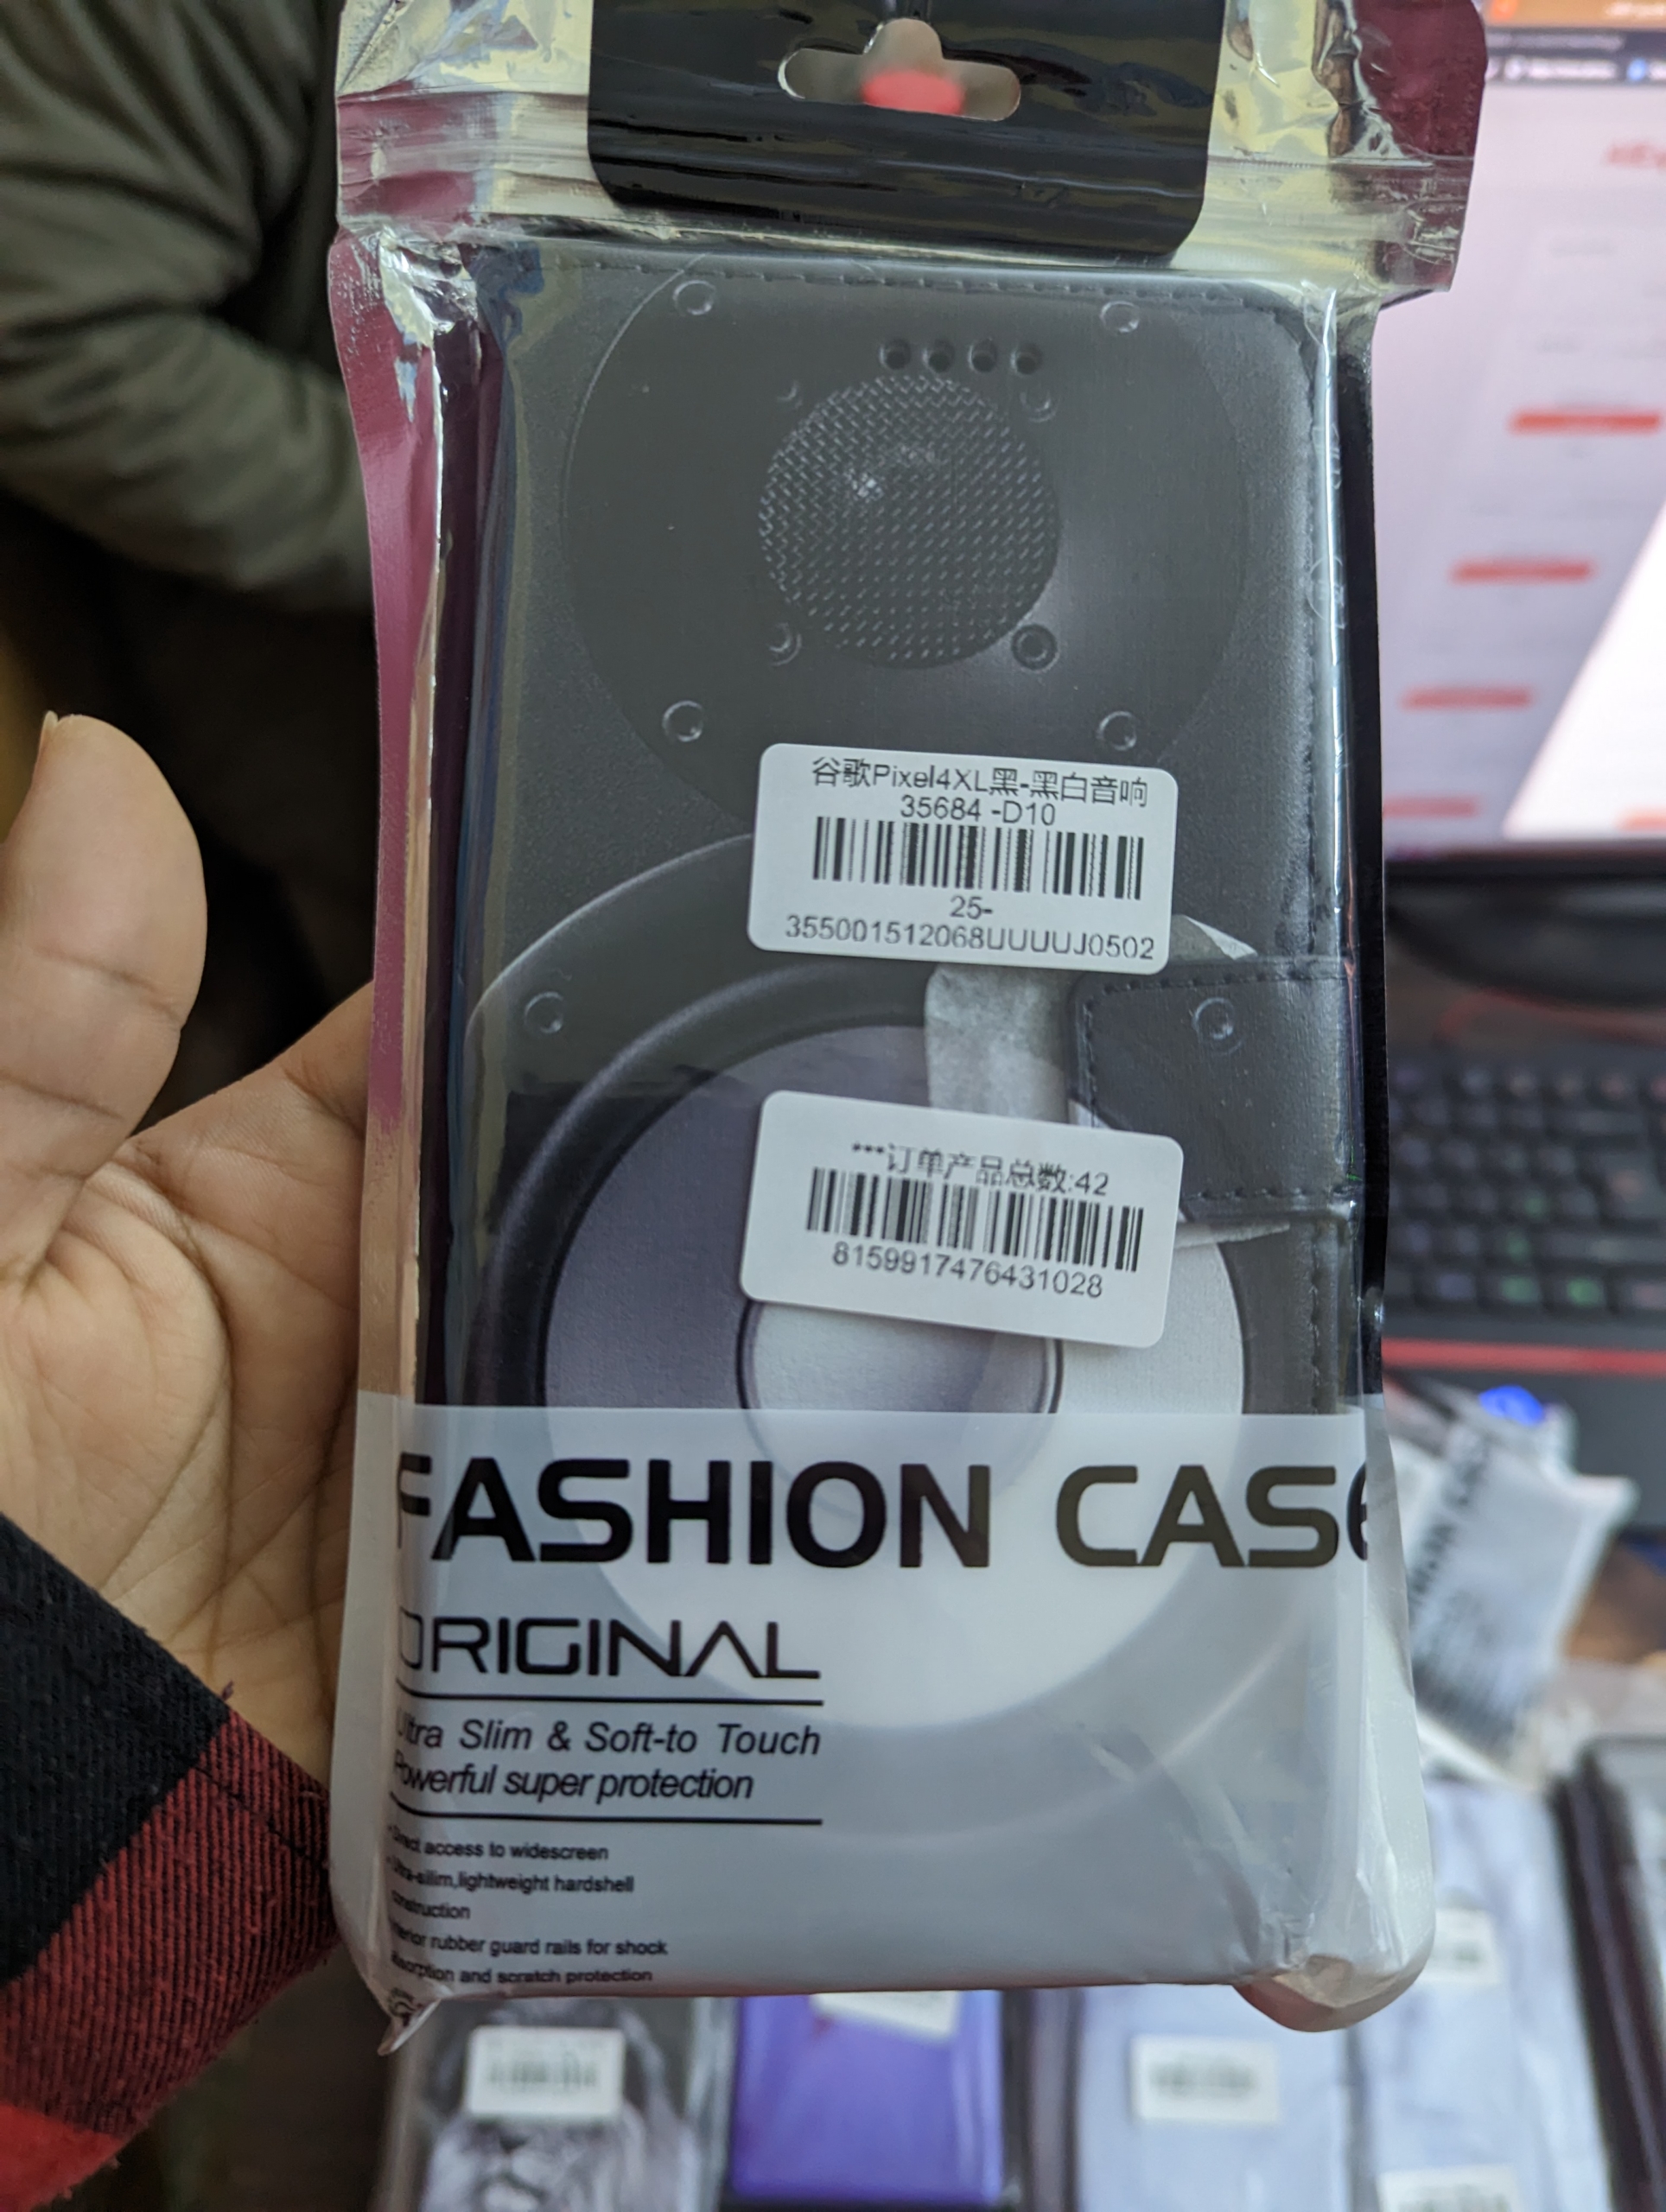 谷歌Pixel4XL黑-黑白音响
35684 -D10
25-
355001512068UUUUJ0502
***订单产品总数:42
8159917476431028
FASHION CASE
ORIGINAL
Ultra Slim & Soft-to Touch
Powerful super protection
Direct access to widescreen
Ultra-silim,lightweight hardshell
construction
rubber guard rails for shock
and scratch protection